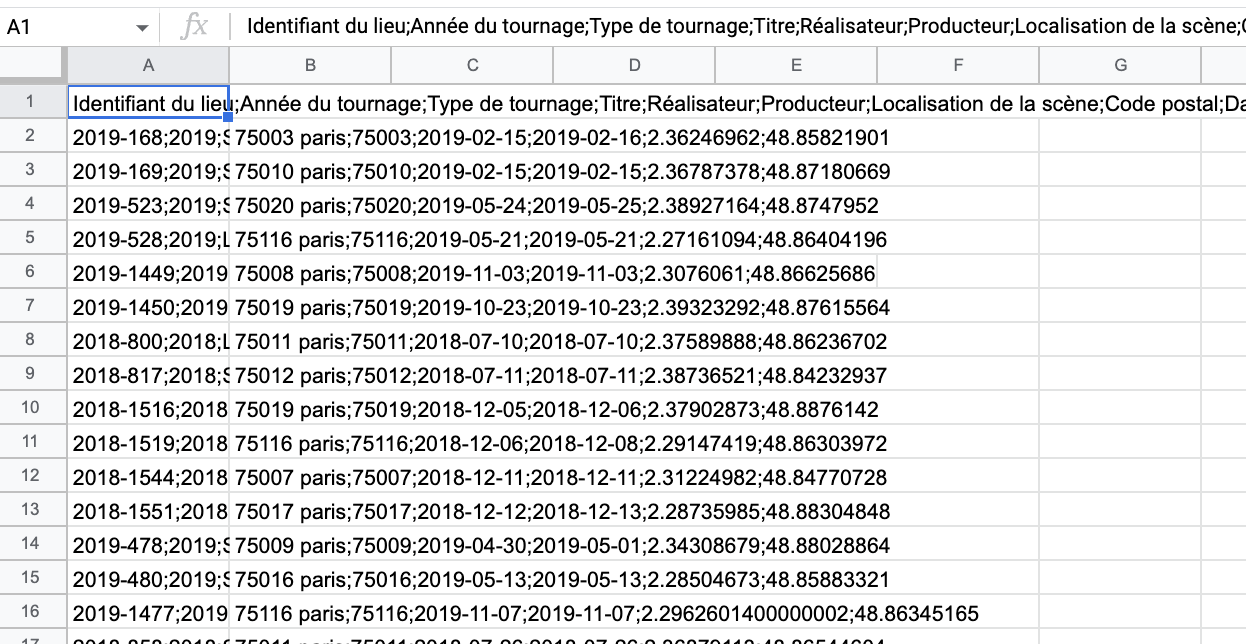 A1 fx Identifiant du lieu;Année du tournage;Type de tournage;Titre;Réalisateur;Producteur;Localisation de la scène;
A B C D E F G
1 Identifiant du lieu;Année du tournage;Type de tournage;Titre;Réalisateur;Producteur;Localisation de la scène;Code postal;Da
2 2019-168;2019;S 75003 paris;75003;2019-02-15;2019-02-16;2.36246962;48.85821901
3 2019-169;2019;S 75010 paris;75010;2019-02-15;2019-02-15;2.36787378;48.87180669
4 2019-523;2019;S 75020 paris;75020;2019-05-24;2019-05-25;2.38927164;48.8747952
5 2019-528;2019;L 75116 paris;75116;2019-05-21;2019-05-21;2.27161094;48.86404196
6 2019-1449;2019 75008 paris;75008;2019-11-03;2019-11-03;2.3076061;48.86625686
7 2019-1450;2019 75019 paris;75019;2019-10-23;2019-10-23;2.39323292;48.87615564
8 2018-800;2018;L 75011 paris;75011;2018-07-10;2018-07-10;2.37589888;48.86236702
9 2018-817;2018;S 75012 paris;75012;2018-07-11;2018-07-11;2.38736521;48.84232937
10 2018-1516;2018 75019 paris;75019;2018-12-05;2018-12-06;2.37902873;48.8876142
11 2018-1519;2018 75116 paris;75116;2018-12-06;2018-12-08;2.29147419;48.86303972
12 2018-1544;2018 75007 paris;75007;2018-12-11;2018-12-11;2.31224982;48.84770728
13 2018-1551;2018 75017 paris;75017;2018-12-12;2018-12-13;2.28735985;48.88304848
14 2019-478;2019;S 75009 paris;75009;2019-04-30;2019-05-01;2.34308679;48.88028864
15 2019-480;2019;S 75016 paris;75016;2019-05-13;2019-05-13;2.28504673;48.85883321
16 2019-1477;2019 75116 paris;75116;2019-11-07;2019-11-07;2.2962601400000002;48.86345165